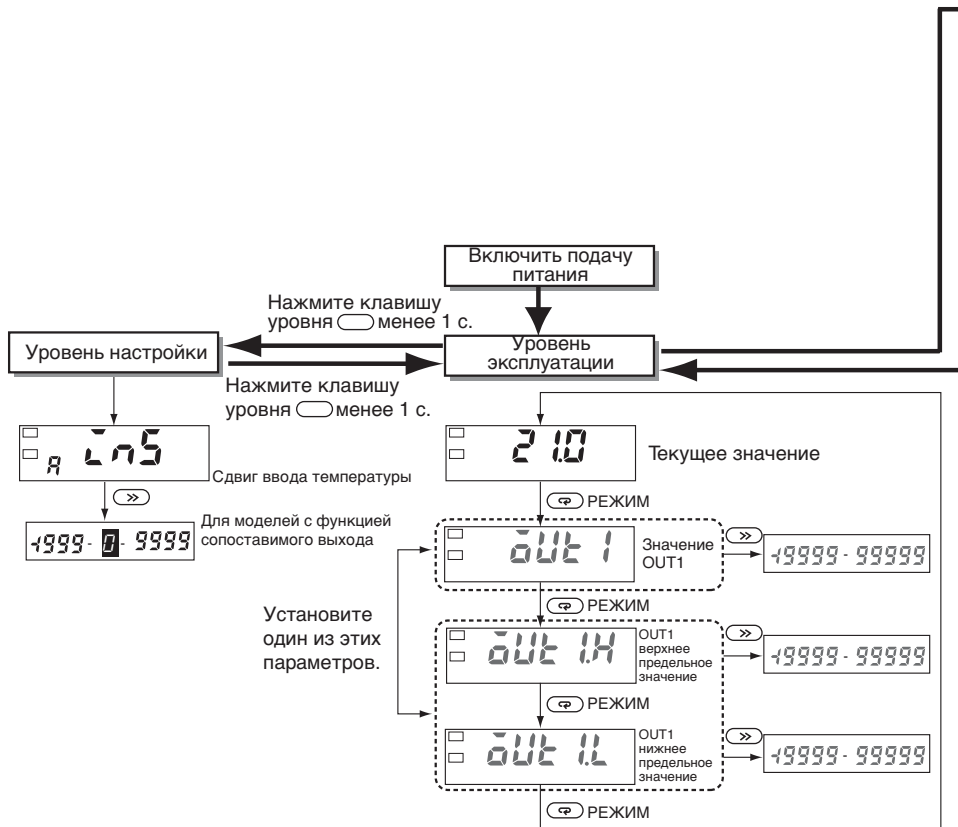 Включить подачу
питания
Нажмите клавишу
уровня менее 1 с.
Уровень настройки
Уровень
эксплуатации
Нажмите клавишу
уровня менее 1 с.
A inS
Сдвиг ввода температуры
-1999 - 0 - 9999
Для моделей с функцией
сопоставимого выхода
21.0
Текущее значение
РЕЖИМ
oUt 1
Значение
OUT1
-19999 - 99999
РЕЖИМ
Установите
один из этих
параметров.
oUt 1.H
OUT1
верхнее
предельное
значение
-19999 - 99999
РЕЖИМ
oUt 1.L
OUT1
нижнее
предельное
значение
-19999 - 99999
РЕЖИМ